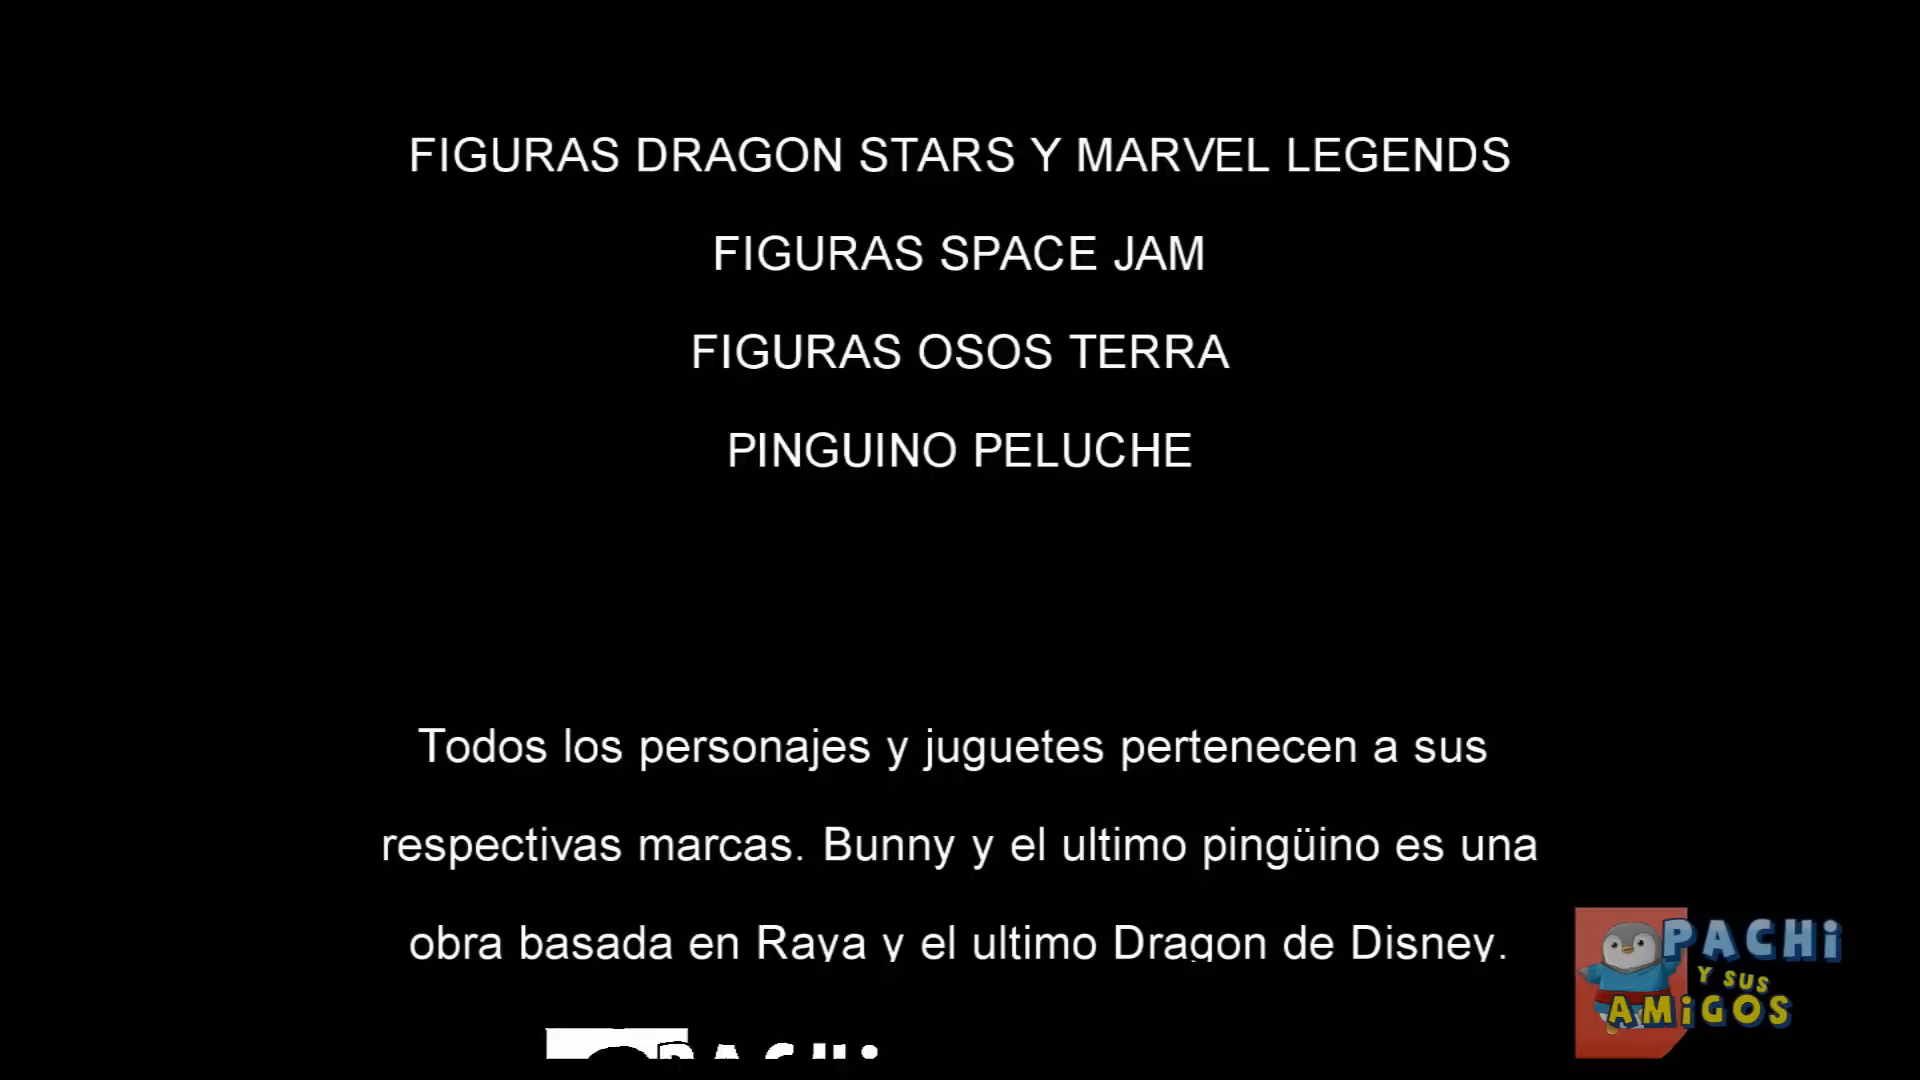 FIGURAS DRAGON STARS Y MARVEL LEGENDS
FIGURAS SPACE JAM
FIGURAS OSOS TERRA
PINGUINO PELUCHE
Todos los personajes y juguetes pertenecen a sus
respectivas marcas. Bunny y el ultimo pingüino es una
obra basada en Raya y el ultimo Dragon de Disney.
PACHi
Y SUS
AMiGOS
PACHi